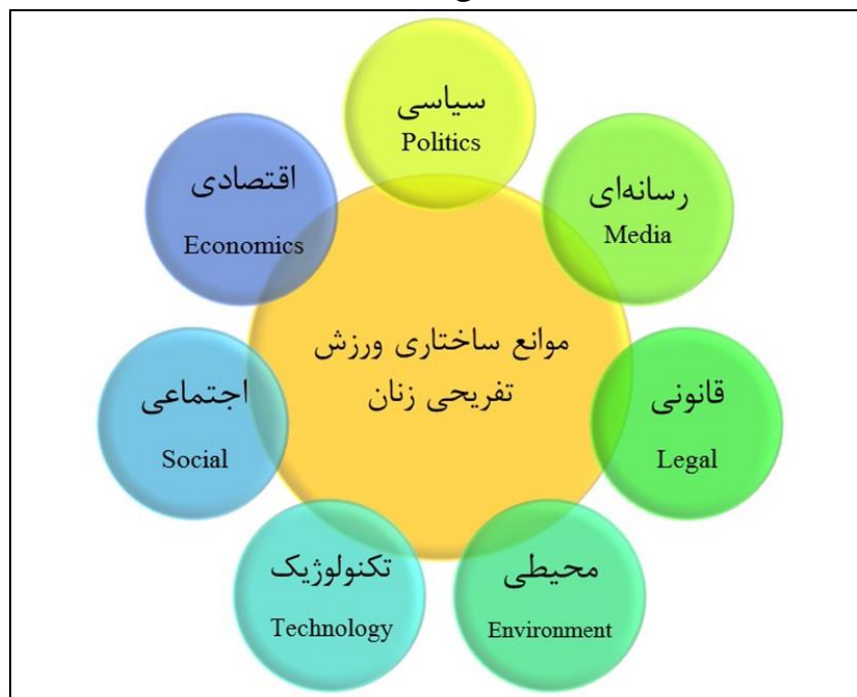 سیاسی
Politics
رسانه‌ای
Media
قانونی
Legal
محیطی
Environment
تکنولوژیک
Technology
اجتماعی
Social
اقتصادی
Economics
موانع ساختاری ورزش
تفریحی زنان